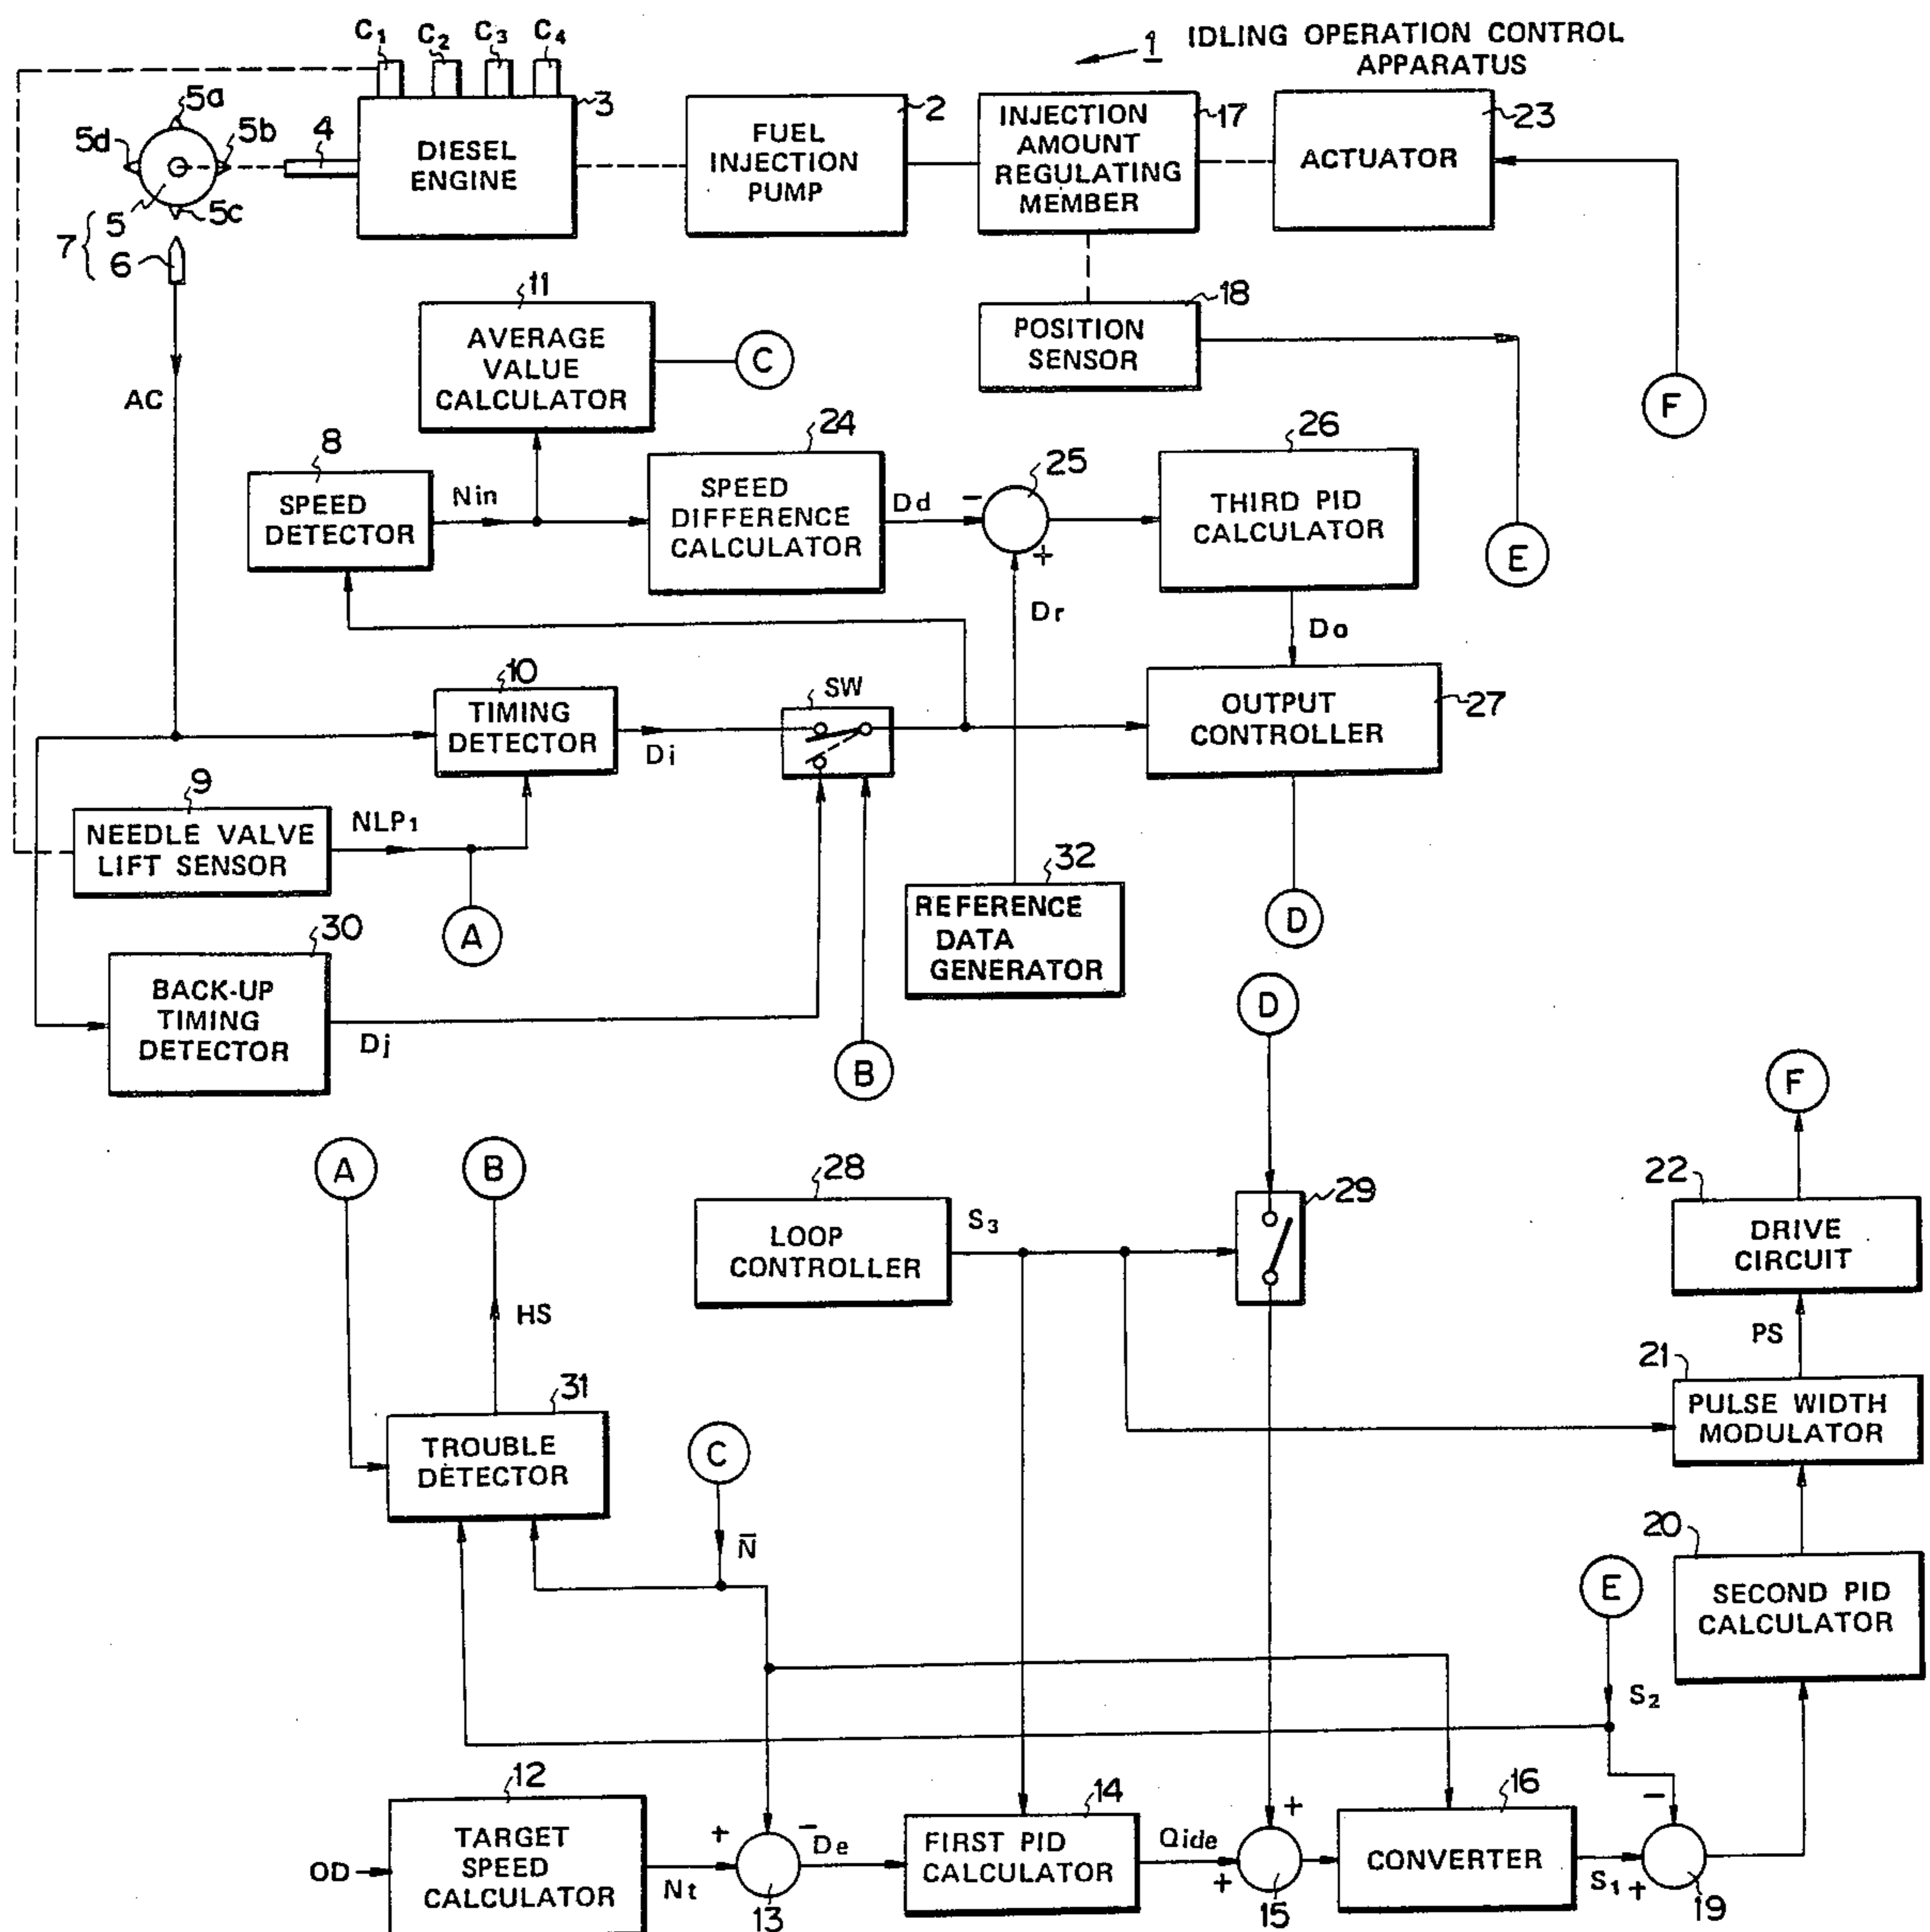 C1 C2 C3 C4
1 IDLING OPERATION CONTROL
APPARATUS
5a
5b
5c
5d
5
6
7
4
3
DIESEL
ENGINE
2
FUEL
INJECTION
PUMP
17
INJECTION
AMOUNT
REGULATING
MEMBER
23
ACTUATOR
11
AVERAGE
VALUE
CALCULATOR
C
18
POSITION
SENSOR
F
AC
8
SPEED
DETECTOR
Nin
24
SPEED
DIFFERENCE
CALCULATOR
Dd
25
−
+
26
THIRD PID
CALCULATOR
E
Dr
Do
10
TIMING
DETECTOR
Di
SW
OUTPUT
CONTROLLER
27
9
NEEDLE VALVE
LIFT SENSOR
NLP1
A
32
REFERENCE
DATA
GENERATOR
D
30
BACK-UP
TIMING
DETECTOR
Dj
B
D
F
A
B
28
LOOP
CONTROLLER
S3
29
22
DRIVE
CIRCUIT
HS
PS
31
TROUBLE
DETECTOR
C
N̄
21
PULSE WIDTH
MODULATOR
20
SECOND PID
CALCULATOR
E
S2
12
TARGET
SPEED
CALCULATOR
OD
Nt
+
−
13
De
14
FIRST PID
CALCULATOR
Qide
+
+
15
16
CONVERTER
S1
+
−
19